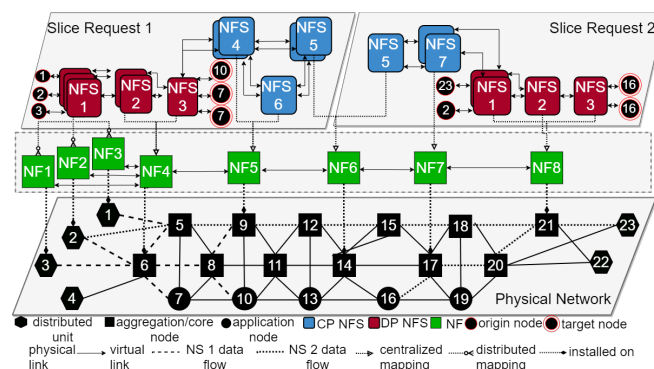 Slice Request 1
Slice Request 2
NFS 4
NFS 5
NFS 6
NFS 1
NFS 2
NFS 3
1
2
3
10
7
7
NFS 5
NFS 7
23
2
NFS 1
NFS 2
NFS 3
16
16
NF1
NF2
NF3
NF4
NF5
NF6
NF7
NF8
1
2
3
4
5
9
12
15
18
21
23
6
8
11
14
17
20
22
7
10
13
16
19
Physical Network
distributed unit
aggregation/core node
application node
CP NFS
DP NFS
NF
origin node
target node
physical link
virtual link
NS 1 data flow
NS 2 data flow
centralized mapping
distributed mapping
installed on